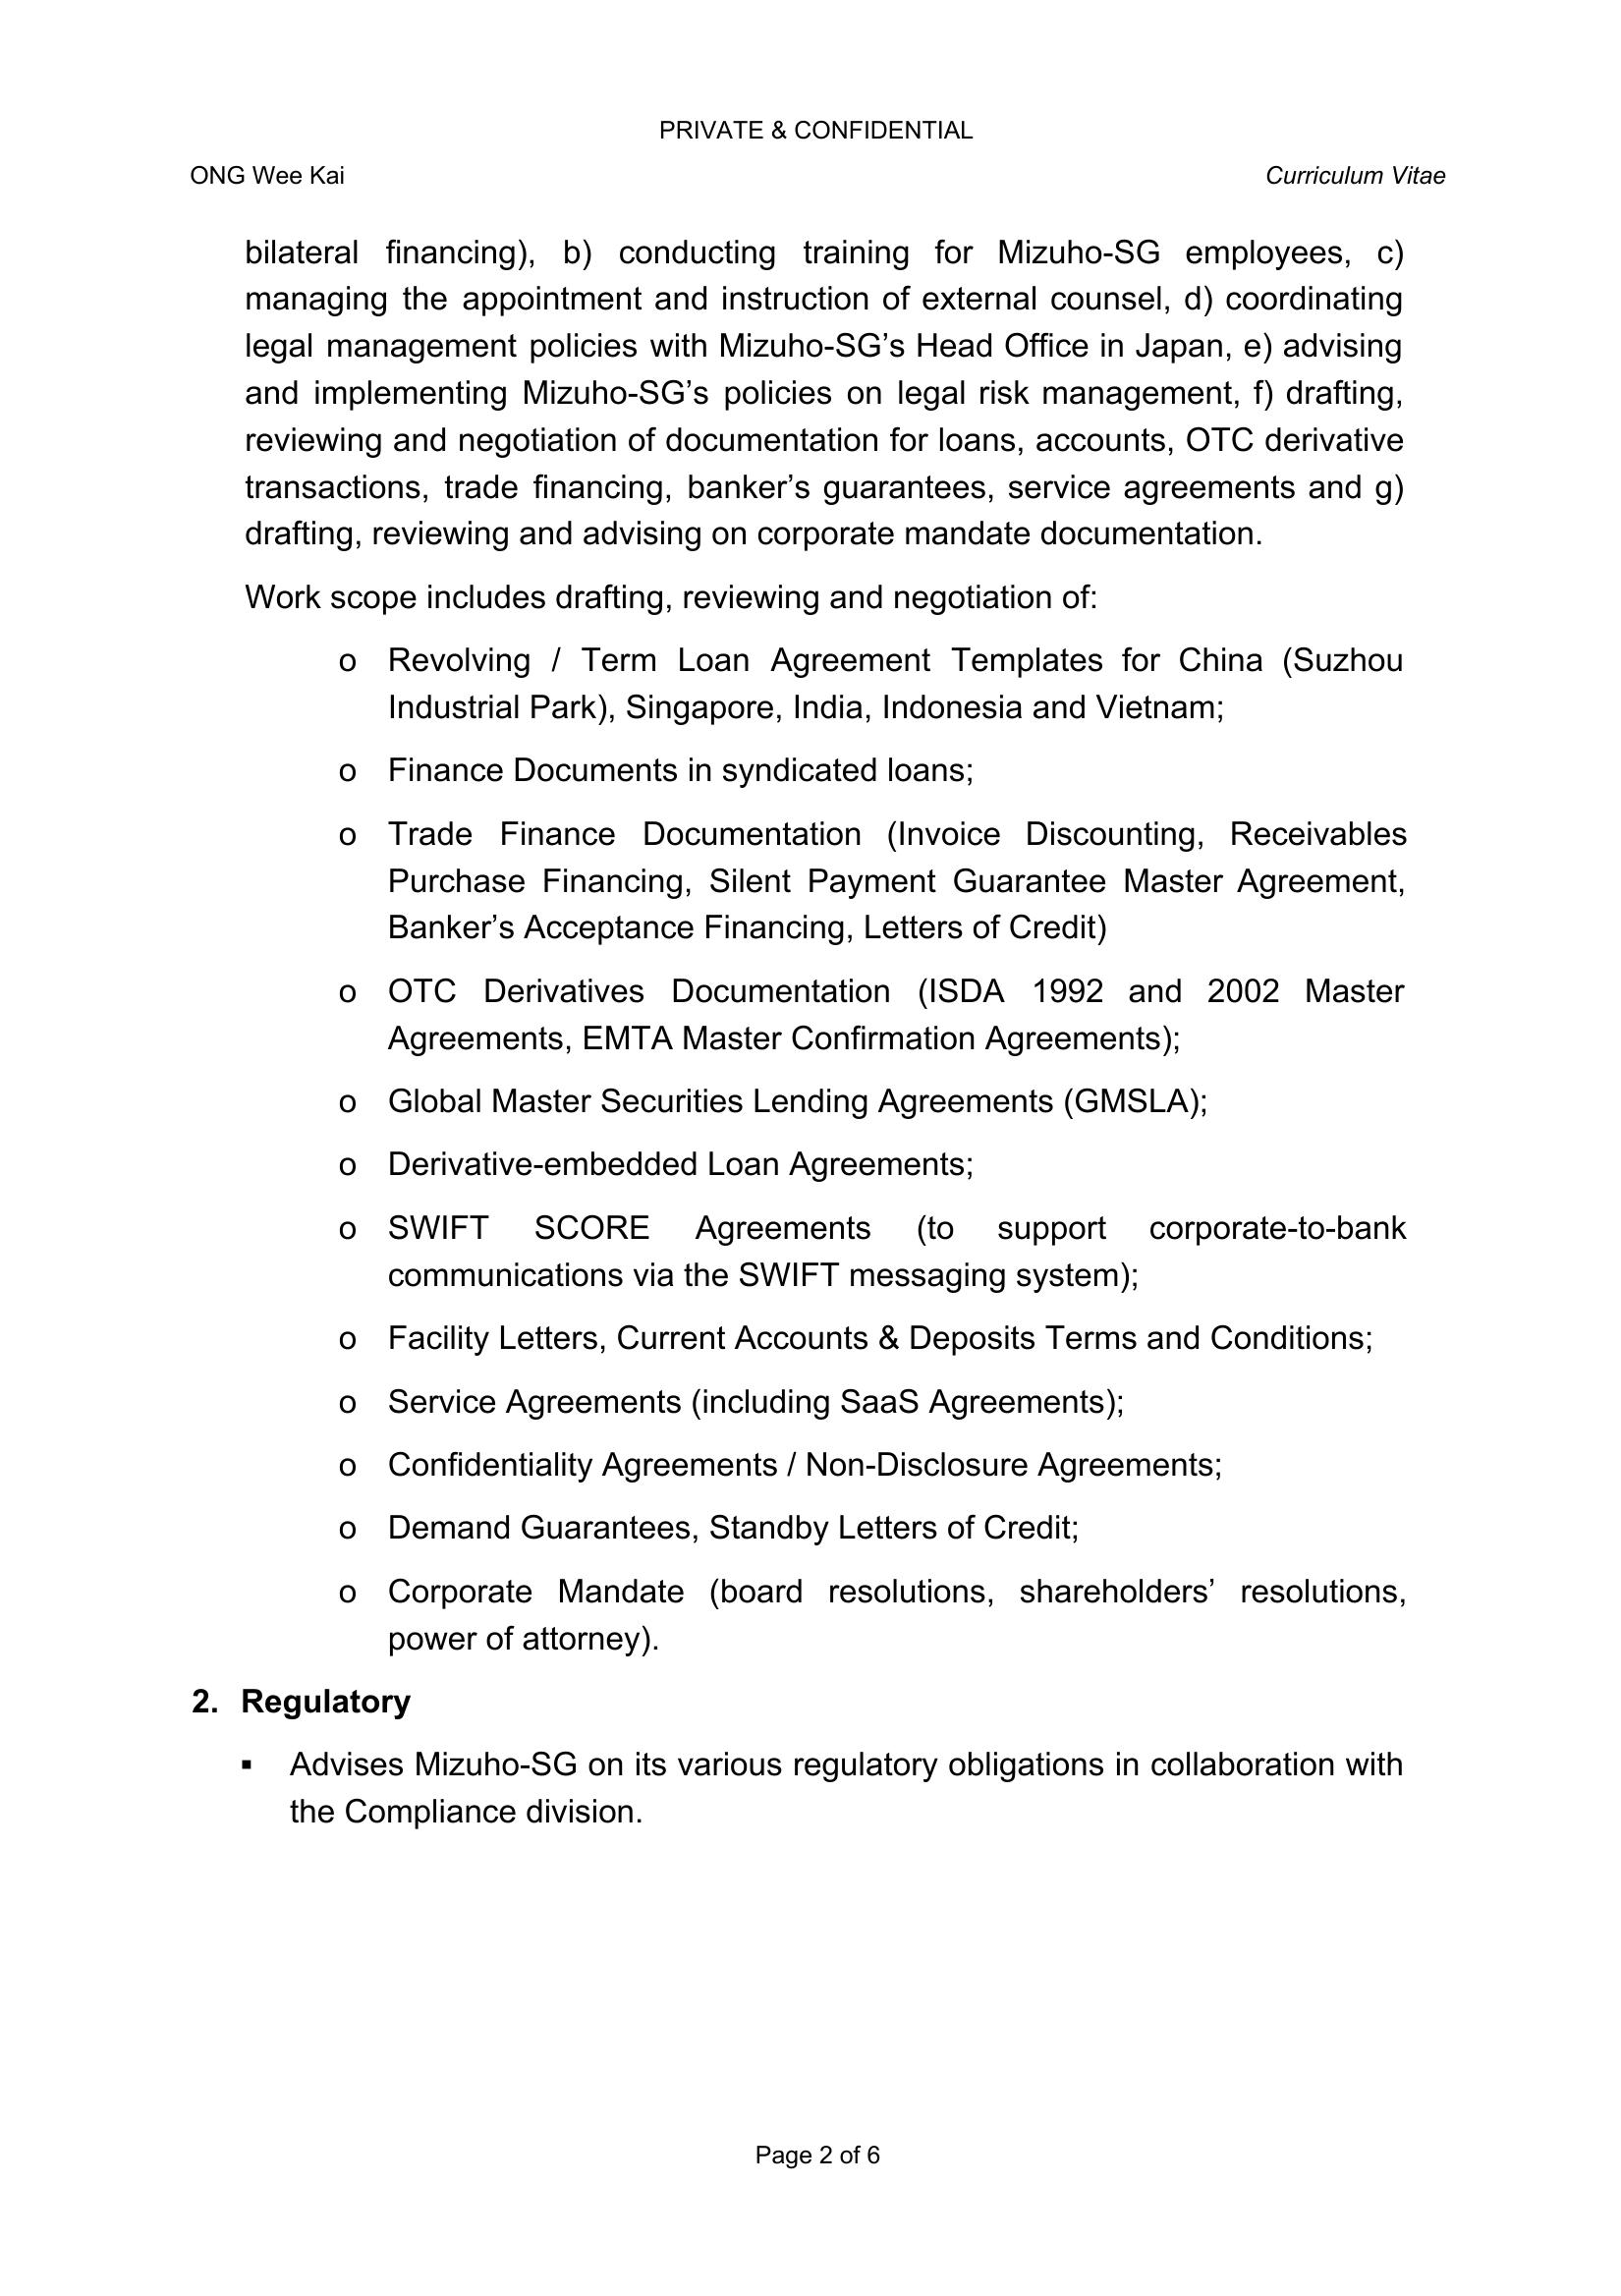 PRIVATE & CONFIDENTIAL
ONG Wee Kai Curriculum Vitae
bilateral financing), b) conducting training for Mizuho-SG employees, c)
managing the appointment and instruction of external counsel, d) coordinating
legal management policies with Mizuho-SG’s Head Office in Japan, e) advising
and implementing Mizuho-SG’s policies on legal risk management, f) drafting,
reviewing and negotiation of documentation for loans, accounts, OTC derivative
transactions, trade financing, banker’s guarantees, service agreements and g)
drafting, reviewing and advising on corporate mandate documentation.
Work scope includes drafting, reviewing and negotiation of:
o Revolving / Term Loan Agreement Templates for China (Suzhou
Industrial Park), Singapore, India, Indonesia and Vietnam;
o Finance Documents in syndicated loans;
o Trade Finance Documentation (Invoice Discounting, Receivables
Purchase Financing, Silent Payment Guarantee Master Agreement,
Banker’s Acceptance Financing, Letters of Credit)
o OTC Derivatives Documentation (ISDA 1992 and 2002 Master
Agreements, EMTA Master Confirmation Agreements);
o Global Master Securities Lending Agreements (GMSLA);
o Derivative-embedded Loan Agreements;
o SWIFT SCORE Agreements (to support corporate-to-bank
communications via the SWIFT messaging system);
o Facility Letters, Current Accounts & Deposits Terms and Conditions;
o Service Agreements (including SaaS Agreements);
o Confidentiality Agreements / Non-Disclosure Agreements;
o Demand Guarantees, Standby Letters of Credit;
o Corporate Mandate (board resolutions, shareholders’ resolutions,
power of attorney).
2. Regulatory
▪ Advises Mizuho-SG on its various regulatory obligations in collaboration with
the Compliance division.
Page 2 of 6